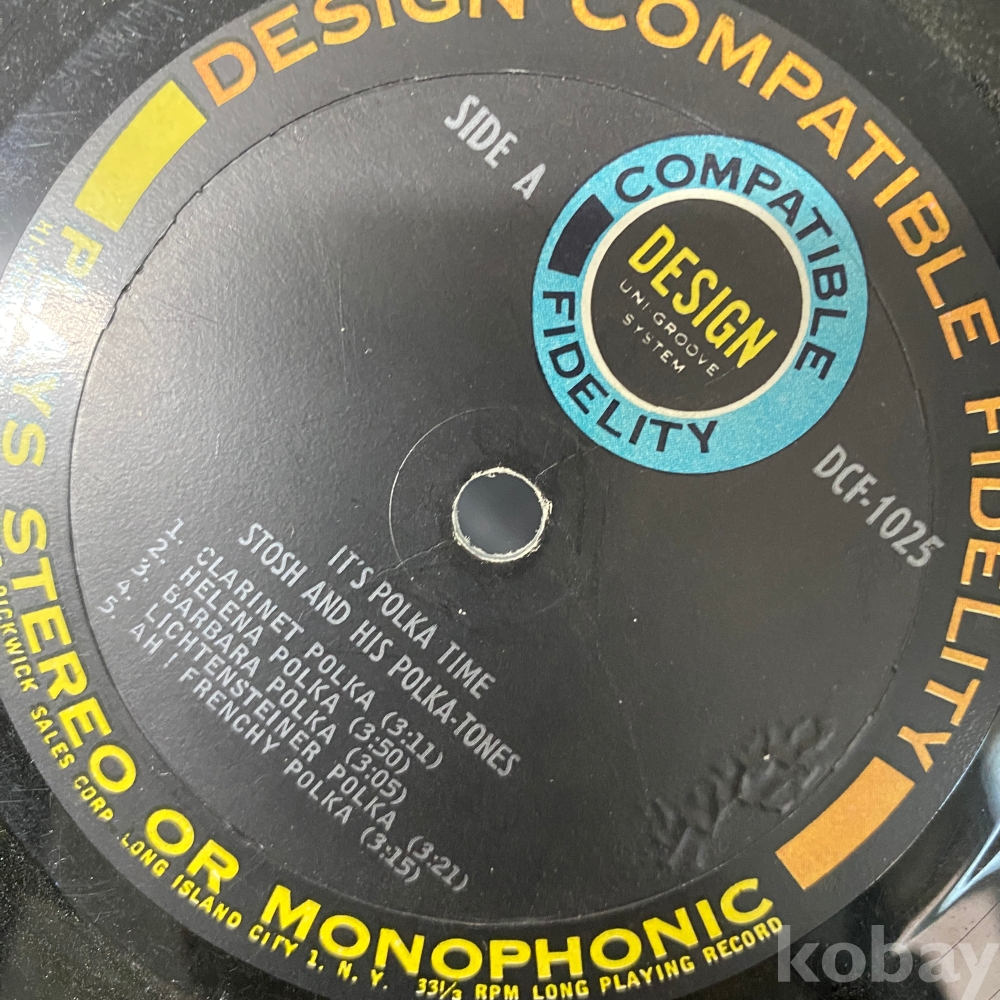 DESIGN COMPATIBLE FIDELITY
SIDE A
COMPATIBLE
DESIGN
UNI-GROOVE
SYSTEM
FIDELITY
DCF-1025
IT'S POLKA TIME
STOSH AND HIS POLKA-TONES
1. CLARINET POLKA (3:11)
2. HELENA POLKA (3:50)
3. BARBARA POLKA (3:05)
4. LICHTENSTEINER POLKA (3:21)
5. AH ! FRENCHY POLKA (3:15)
PLAYS STEREO OR MONOPHONIC
PICKWICK SALES CORP. LONG ISLAND CITY 1, N. Y. 33⅓ RPM LONG PLAYING RECORD
kobay